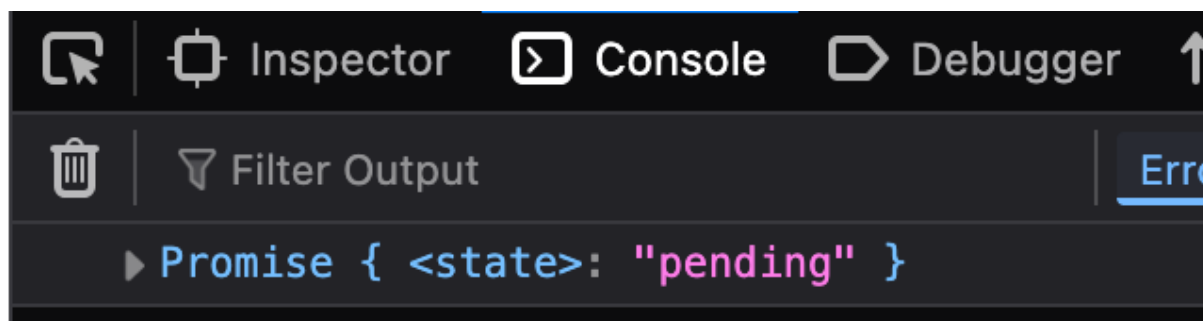 Inspector Console Debugger
Filter Output
Promise { <state>: "pending" }